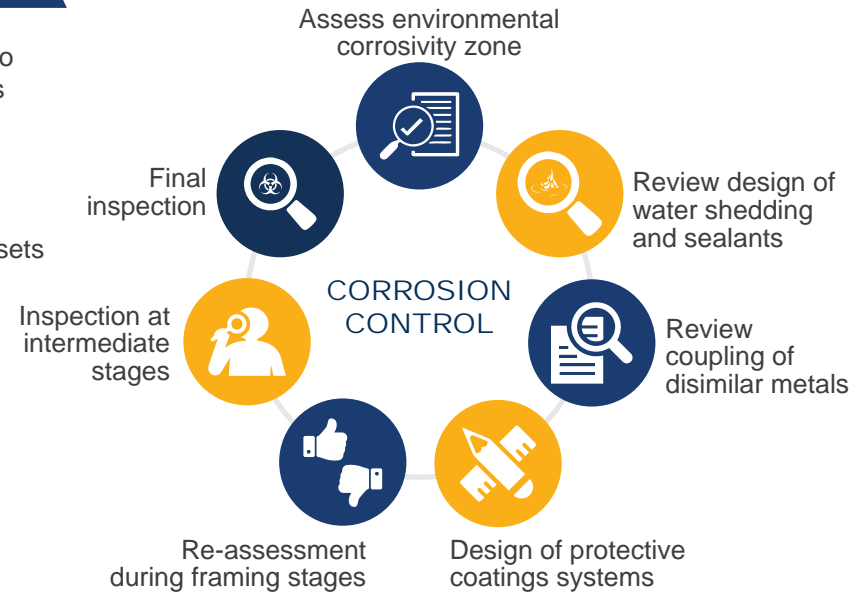 Assess environmental
corrosivity zone
o
s
sets
Review design of
water shedding
and sealants
Review
coupling of
disimilar metals
Design of protective
coatings systems
Re-assessment
during framing stages
Inspection at
intermediate
stages
Final
inspection
CORROSION
CONTROL